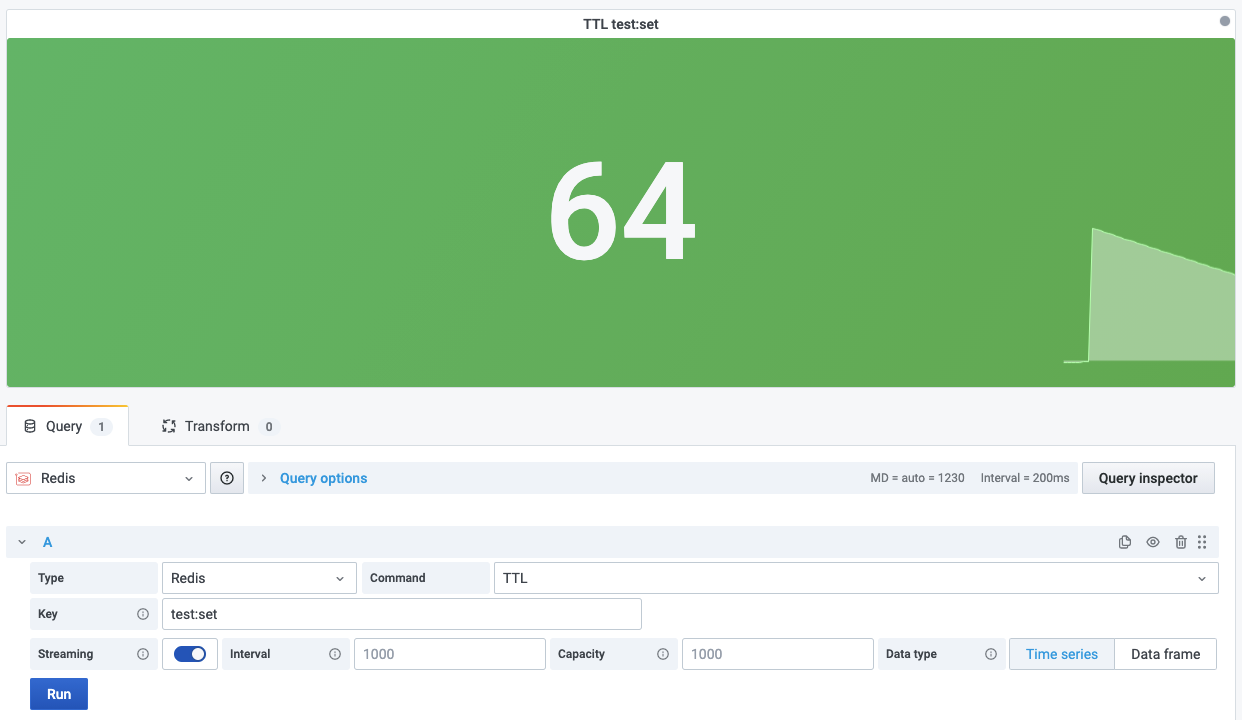 TTL test:set
64
Query 1 Transform 0
Redis Query options MD = auto = 1230 Interval = 200ms Query inspector
A
Type Redis Command TTL
Key test:set
Streaming Interval 1000 Capacity 1000 Data type Time series Data frame
Run